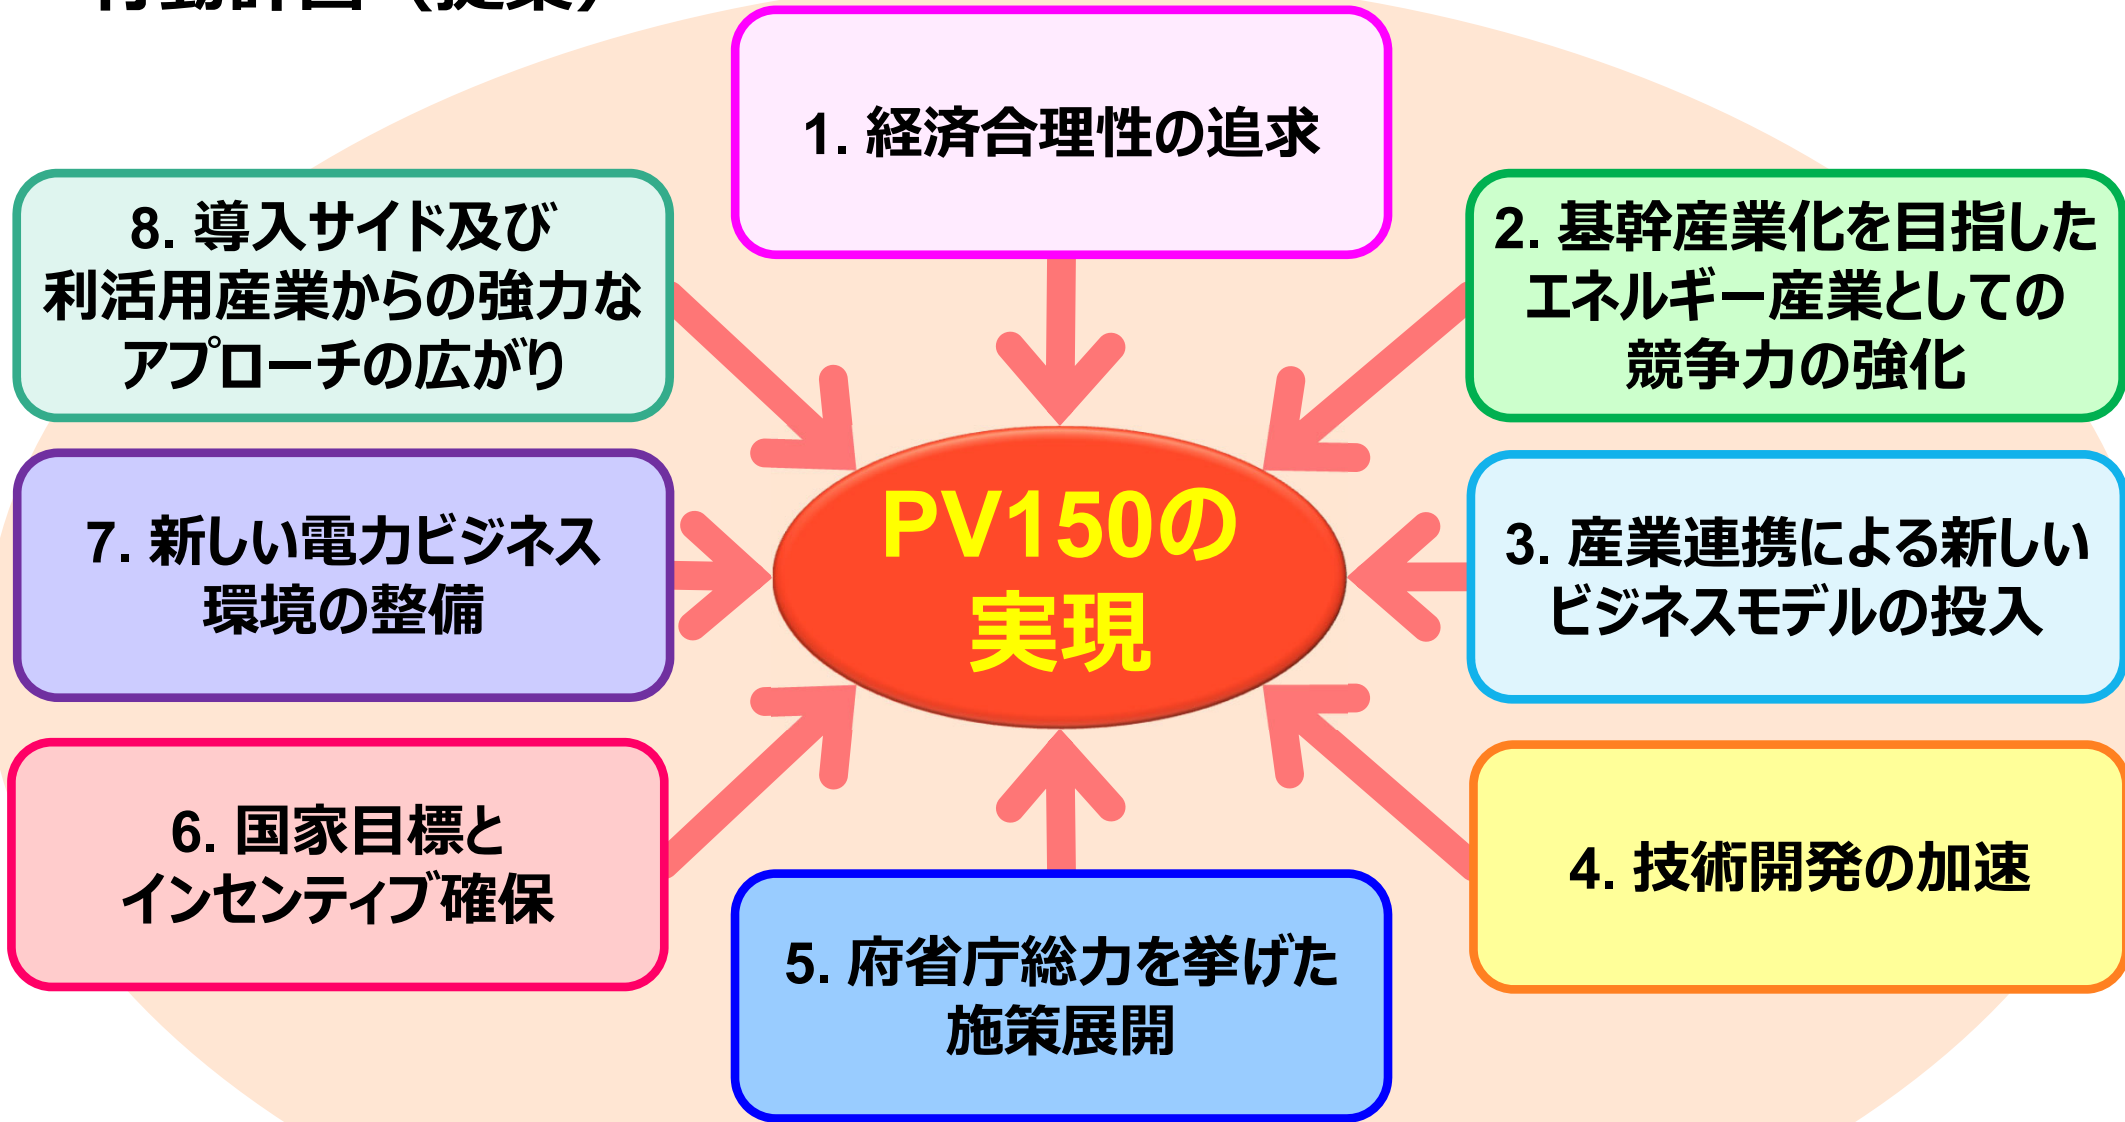 行動計画（提案）
1. 経済合理性の追求
2. 基幹産業化を目指した
エネルギー産業としての
競争力の強化
3. 産業連携による新しい
ビジネスモデルの投入
4. 技術開発の加速
5. 府省庁総力を挙げた
施策展開
6. 国家目標と
インセンティブ確保
7. 新しい電力ビジネス
環境の整備
8. 導入サイド及び
利活用産業からの強力な
アプローチの広がり
PV150の
実現